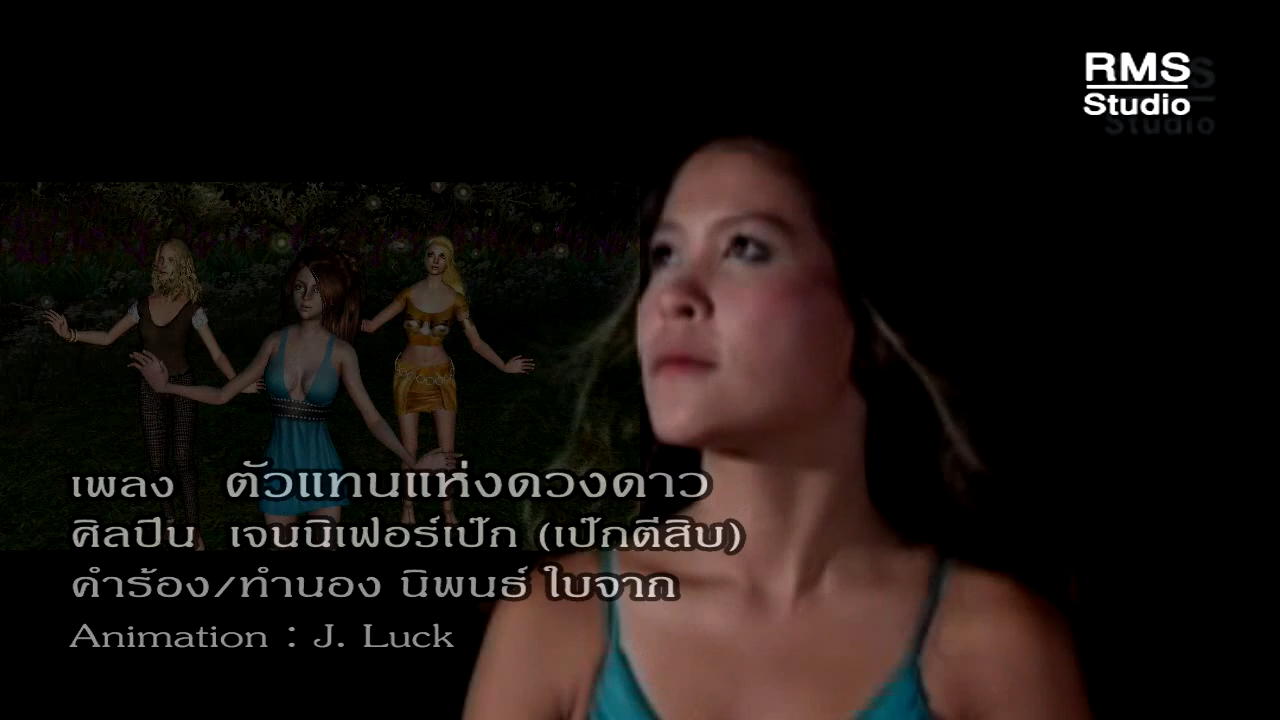 RMS
Studio
เพลง ตัวแทนแห่งดวงดาว
ศิลปิน เจนนิเฟอร์เป๊ก (เป๊กตีสิบ)
คำร้อง/ทำนอง นิพนธ์ ใบจาก
Animation : J. Luck